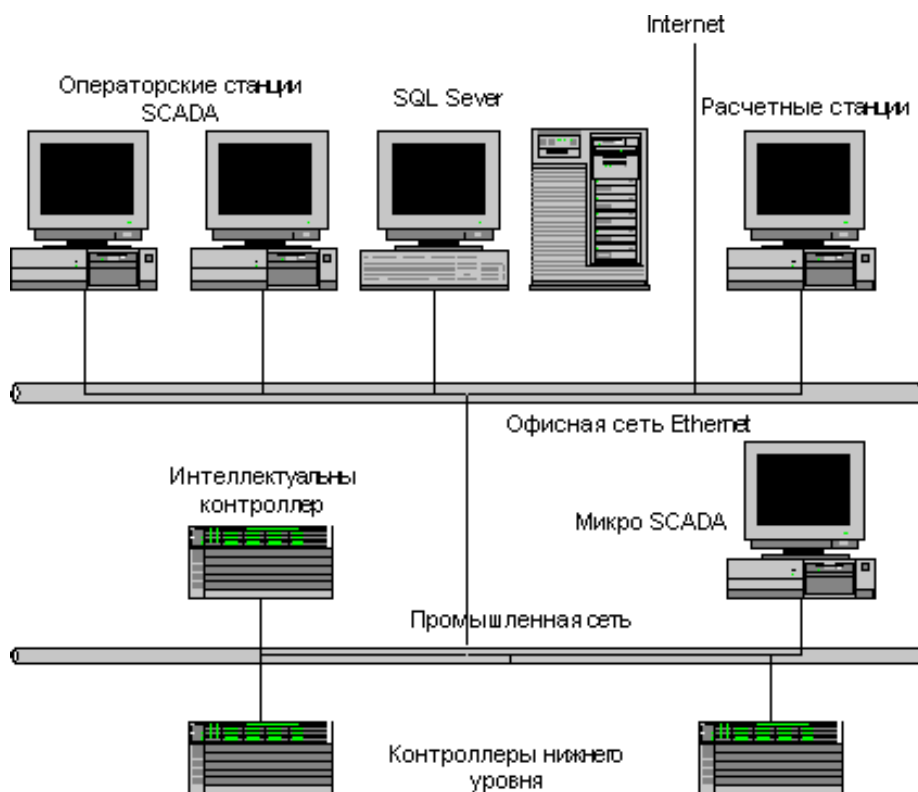 Internet
Операторские станции
SCADA
SQL Sever
Расчетные станции
Офисная сеть Ethernet
Интеллектуальны
контроллер
Микро SCADA
Промышленная сеть
Контроллеры нижнего
уровня